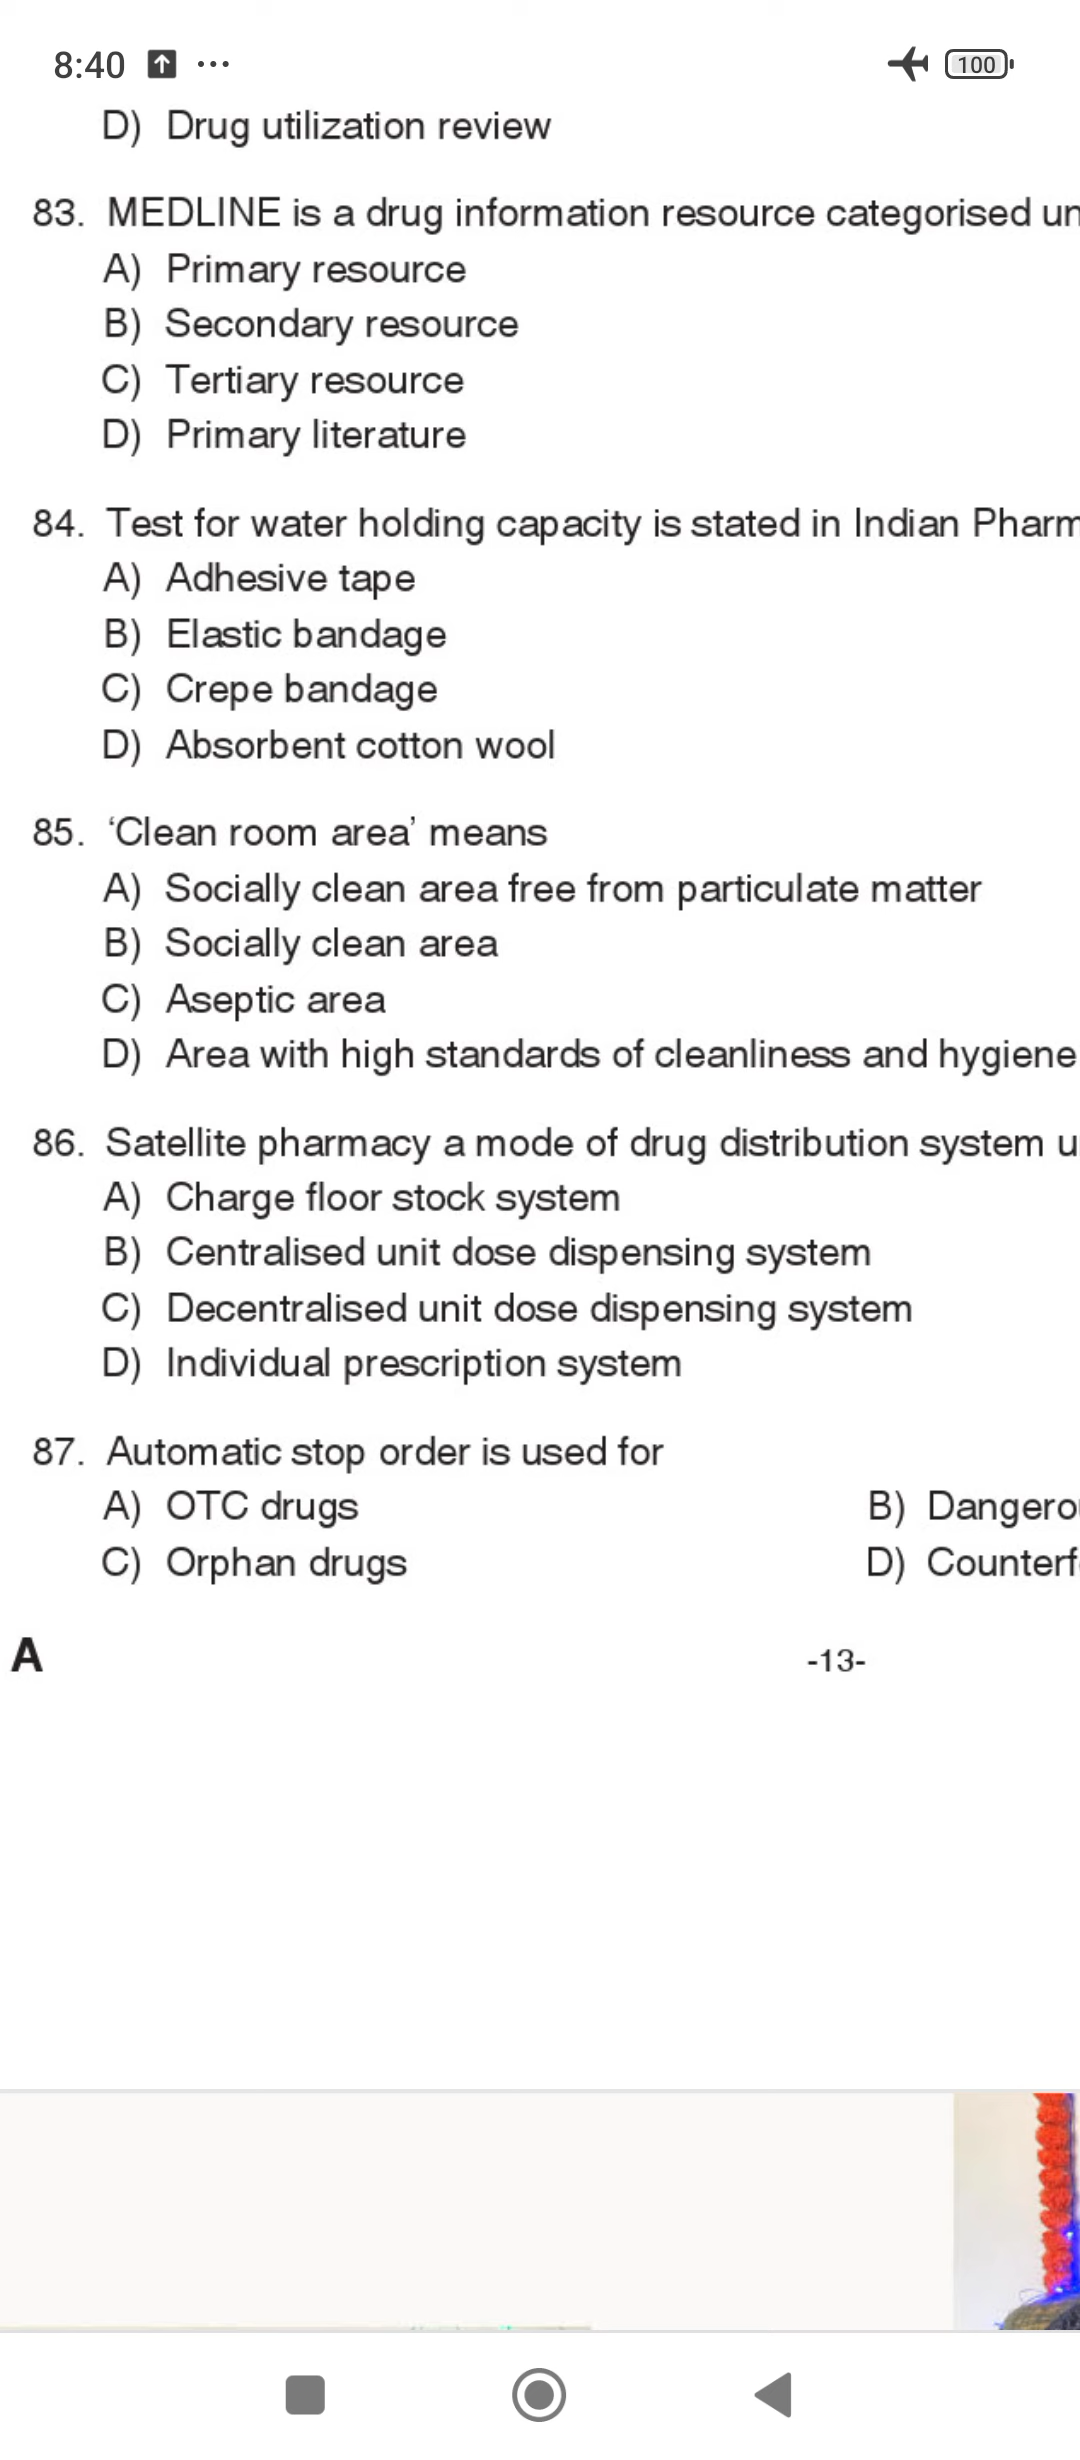 8:40 ...
100
D) Drug utilization review
83. MEDLINE is a drug information resource categorised
A) Primary resource
B) Secondary resource
C) Tertiary resource
D) Primary literature
84. Test for water holding capacity is stated in Indian
A) Adhesive tape
B) Elastic bandage
C) Crepe bandage
D) Absorbent cotton wool
85. ‘Clean room area’ means
A) Socially clean area free from particulate matter
B) Socially clean area
C) Aseptic area
D) Area with high standards of cleanliness and hygiene
86. Satellite pharmacy a mode of drug distribution system
A) Charge floor stock system
B) Centralised unit dose dispensing system
C) Decentralised unit dose dispensing system
D) Individual prescription system
87. Automatic stop order is used for
A) OTC drugs B)
C) Orphan drugs D)
A -13-